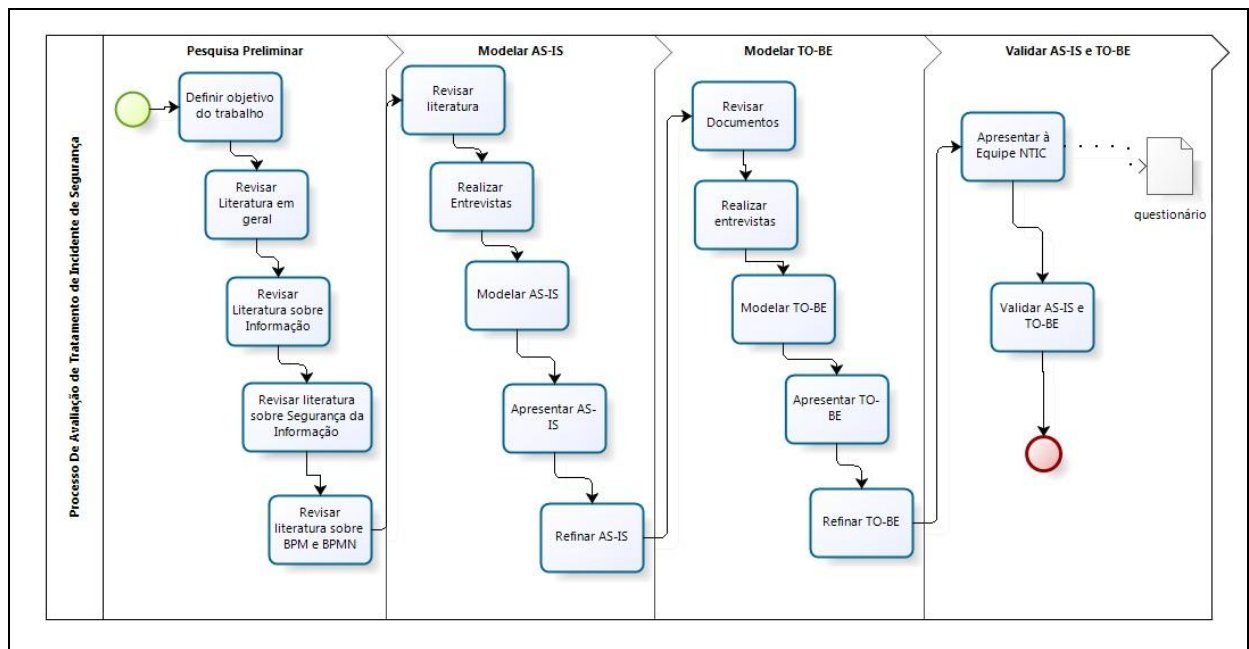 Processo De Avaliação de Tratamento de Incidente de Segurança
Pesquisa Preliminar
Definir objetivo
do trabalho
Revisar
Literatura em
geral
Revisar
Literatura sobre
Informação
Revisar literatura
sobre Segurança da
Informação
Revisar
literatura sobre
BPM e BPMN
Modelar AS-IS
Revisar
literatura
Realizar
Entrevistas
Modelar AS-IS
Apresentar AS-
IS
Refinar AS-IS
Modelar TO-BE
Revisar
Documentos
Realizar
entrevistas
Modelar TO-BE
Apresentar TO-
BE
Refinar TO-BE
Validar AS-IS e TO-BE
Apresentar à
Equipe NTIC
questionário
Validar AS-IS e
TO-BE